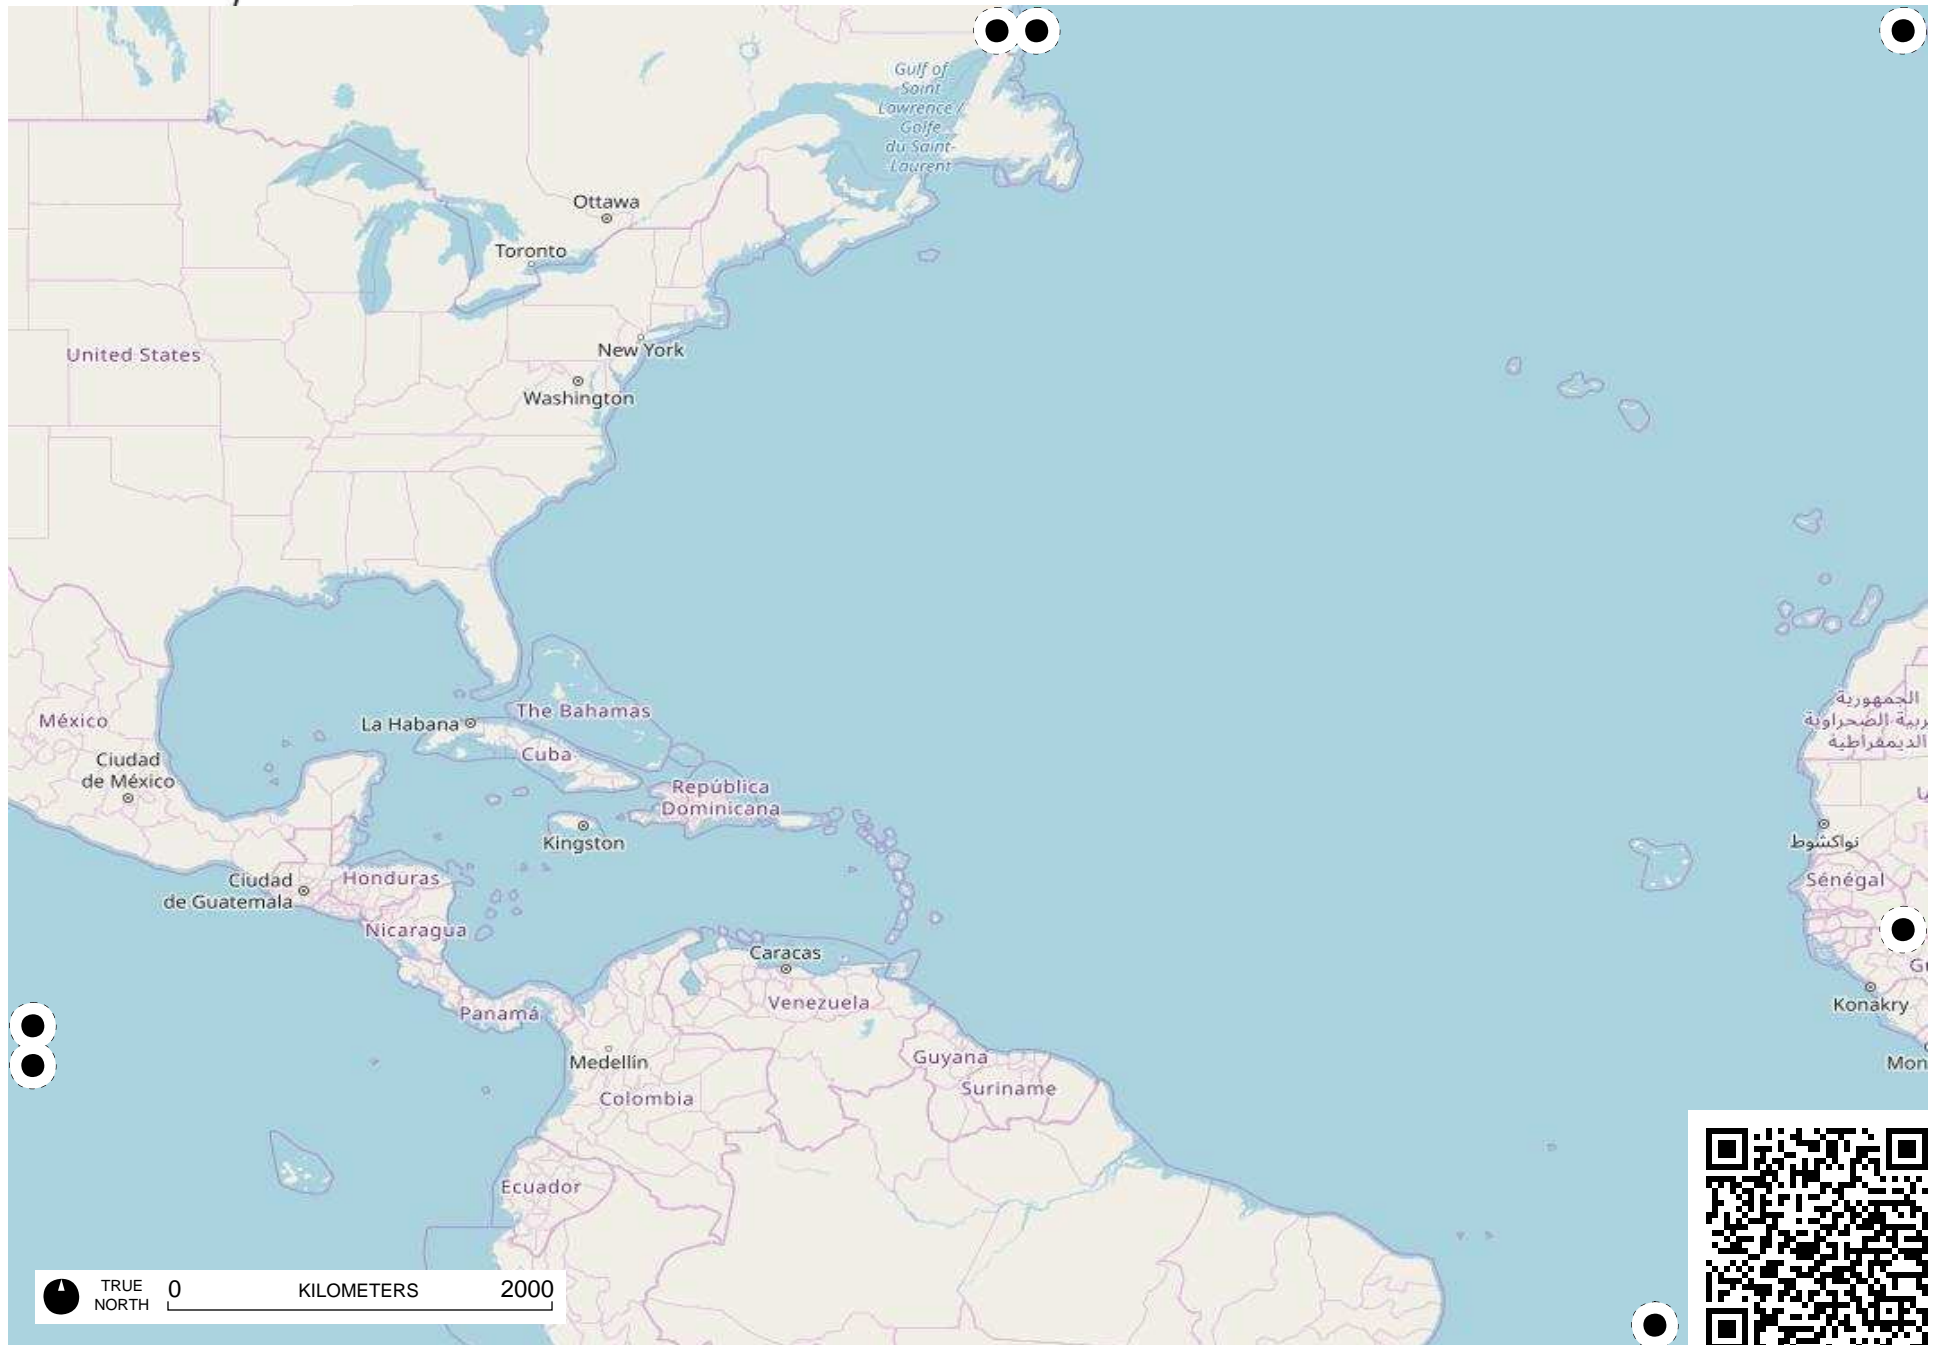 Gulf of
Saint
Lawrence /
Golfe
du Saint-
Laurent
Ottawa
Toronto
New York
United States
Washington
México
La Habana
The Bahamas
Cuba
Ciudad
de México
República
Dominicana
Kingston
Ciudad
de Guatemala
Honduras
Nicaragua
Caracas
Venezuela
Panamá
Medellín
Colombia
Guyana
Suriname
Ecuador
الجمهورية
الديمقراطية
نواكشوط
Sénégal
Konakry
TRUE
NORTH
0 KILOMETERS 2000